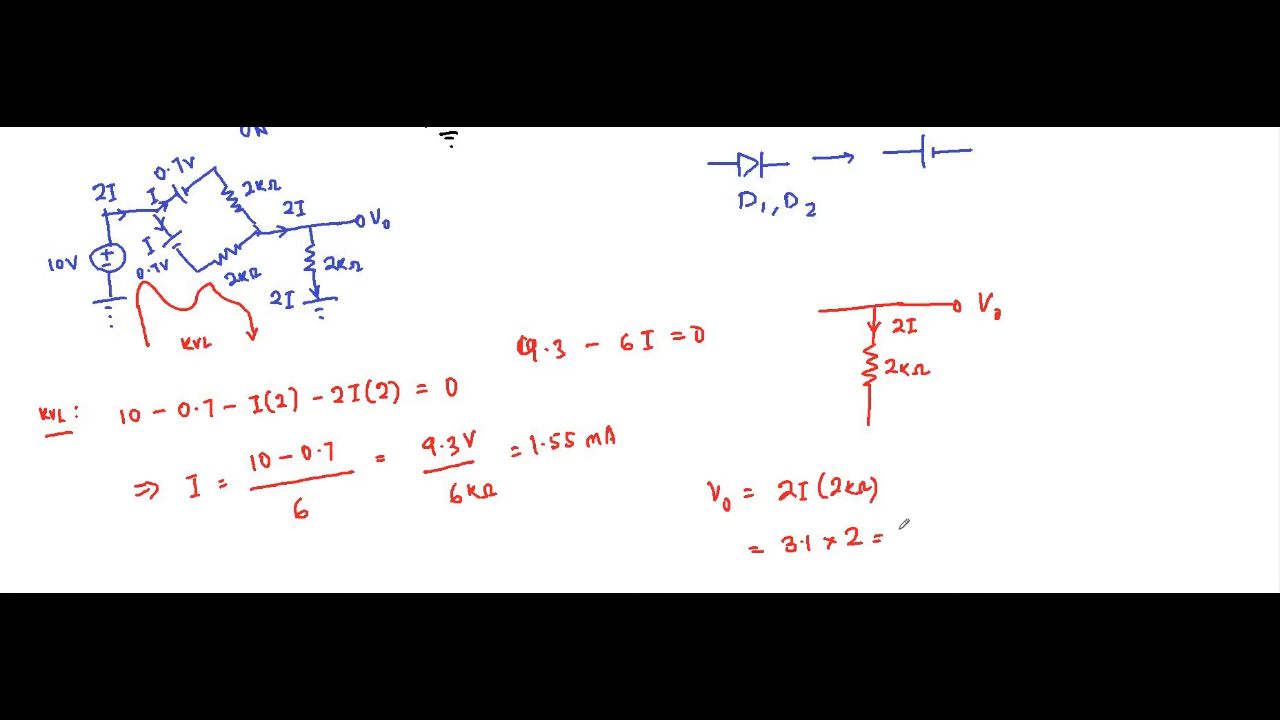 ON
0.7V
2I
I
2kΩ
2I
V0
10V
I
0.7V
2kΩ
2kΩ
2I
KVL
D1, D2
V0
2I
2kΩ
9.3 - 6I = 0
KVL: 10 - 0.7 - I(2) - 2I(2) = 0
⇒ I = (10 - 0.7)/6 = 9.3V/6kΩ = 1.55 mA
V0 = 2I (2kΩ)
= 3.1 × 2 =